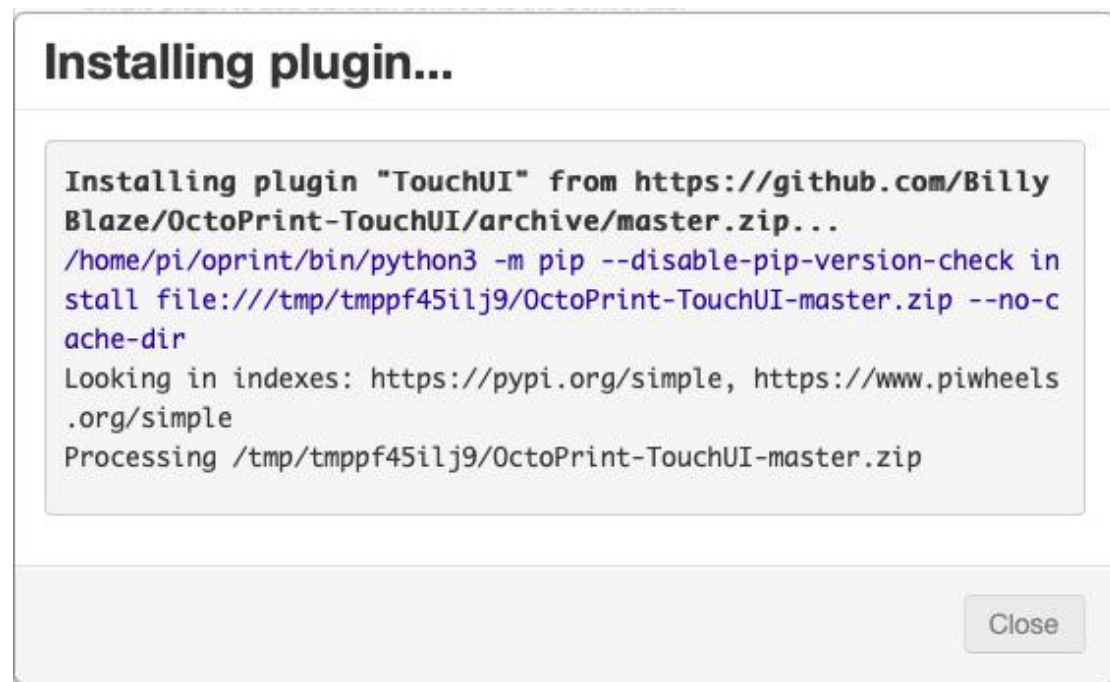 Installing plugin...
Installing plugin "TouchUI" from https://github.com/Billy
Blaze/OctoPrint-TouchUI/archive/master.zip...
/home/pi/oprint/bin/python3 -m pip --disable-pip-version-check in
stall file:///tmp/tmppf45ilj9/OctoPrint-TouchUI-master.zip --no-c
ache-dir
Looking in indexes: https://pypi.org/simple, https://www.piwheels
.org/simple
Processing /tmp/tmppf45ilj9/OctoPrint-TouchUI-master.zip
Close